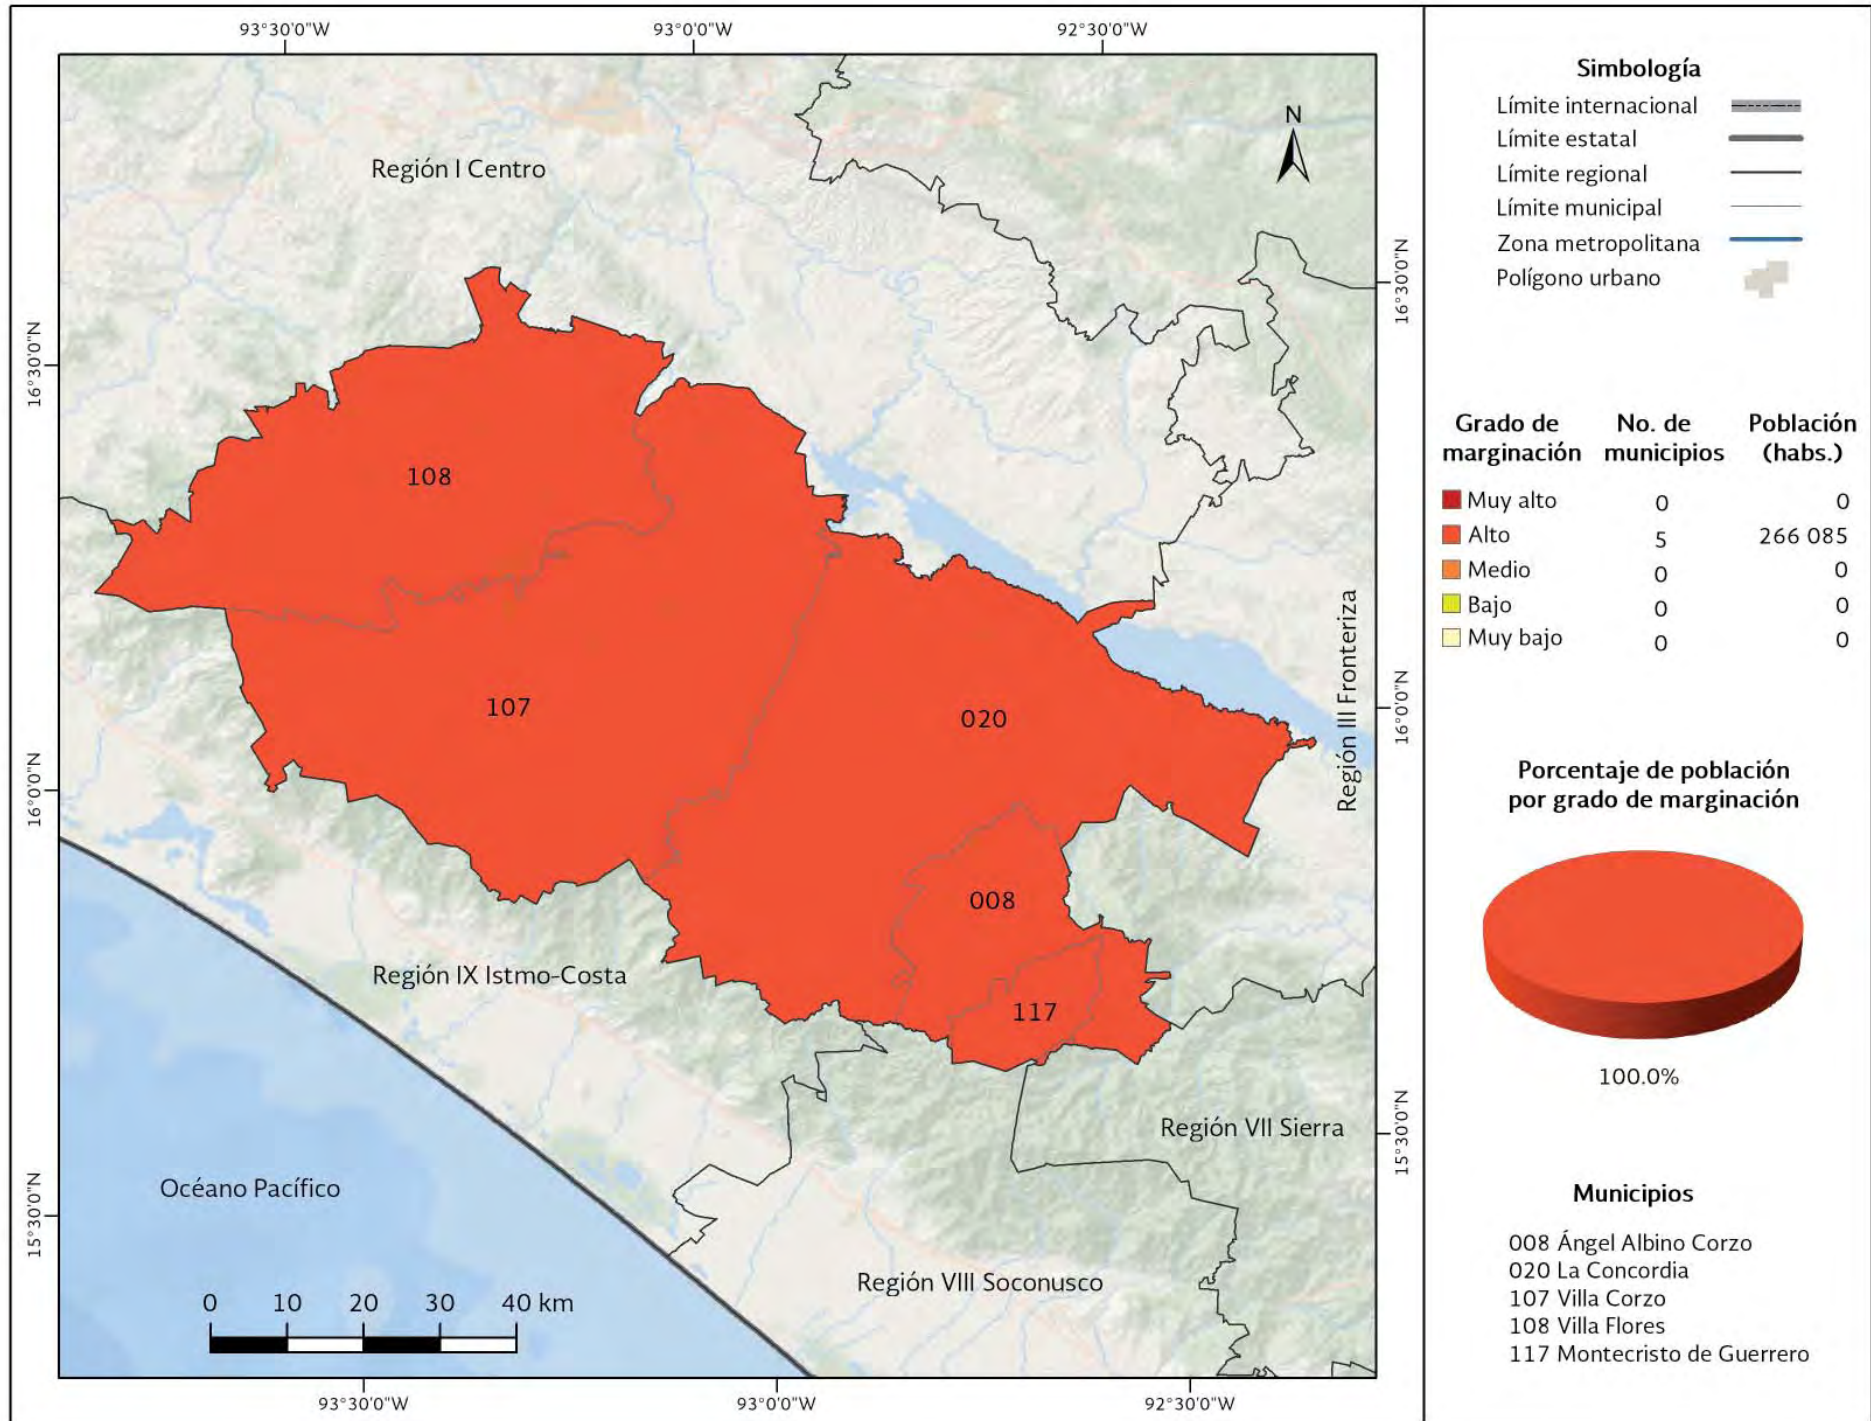 93°30'0"W
93°0'0"W
92°30'0"W
N
Región I Centro
16°30'0"N
16°30'0"N
108
107
020
008
117
16°0'0"N
16°0'0"N
Región III Fronteriza
Región IX Istmo-Costa
Región VII Sierra
Región VIII Soconusco
Océano Pacífico
15°30'0"N
15°30'0"N
0 10 20 30 40 km
93°30'0"W
93°0'0"W
92°30'0"W
Simbología
Límite internacional
Límite estatal
Límite regional
Límite municipal
Zona metropolitana
Polígono urbano
Grado de No. de Población
marginación municipios (habs.)
Muy alto 0 0
Alto 5 266 085
Medio 0 0
Bajo 0 0
Muy bajo 0 0
Porcentaje de población
por grado de marginación
100.0%
Municipios
008 Ángel Albino Corzo
020 La Concordia
107 Villa Corzo
108 Villa Flores
117 Montecristo de Guerrero